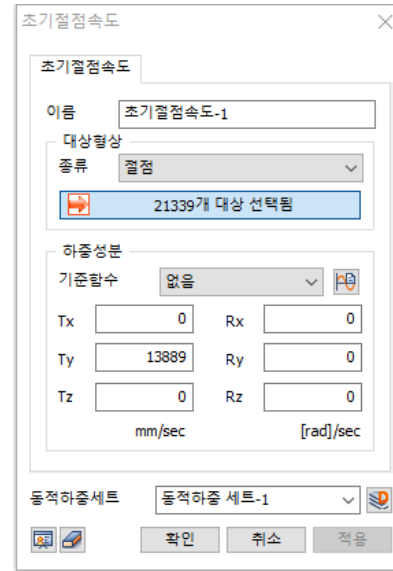 초기절점속도
초기절점속도
이름 초기절점속도-1
대상형상
종류 절점
21339개 대상 선택됨
하중성분
기준함수 없음
Tx 0 Rx 0
Ty 13889 Ry 0
Tz 0 Rz 0
mm/sec [rad]/sec
동적하중세트 동적하중 세트-1
확인 취소 적용